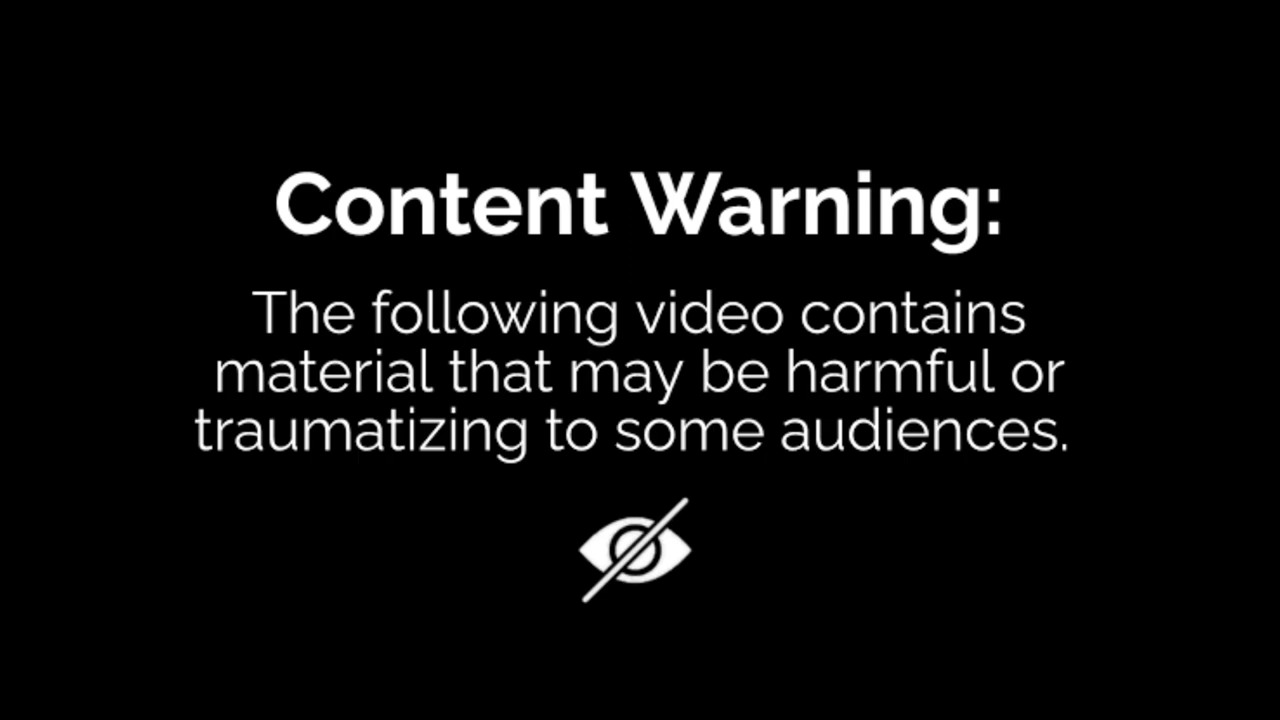 Content Warning:
The following video contains
material that may be harmful or
traumatizing to some audiences.